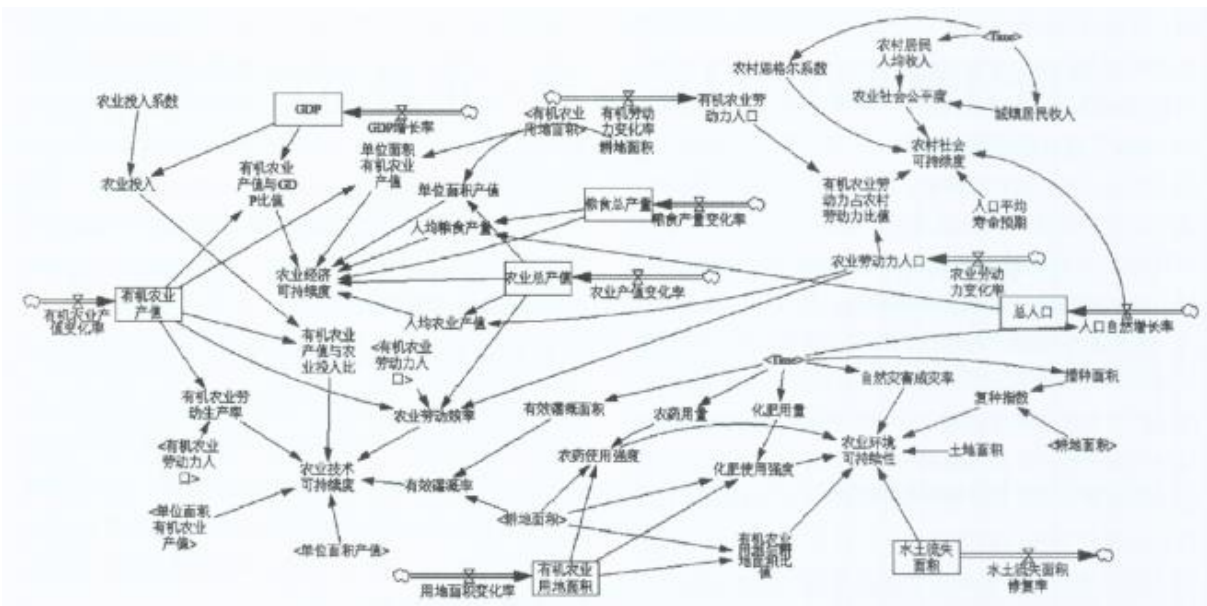 <Time>
农村居民
人均收入
农村恩格尔系数
农业投入系数
GDP
GDP增长率
<有机农业
用地面积>
有机劳动
力变化率
耕地面积
有机农业劳
动力人口
农业社会公平度
城镇居民收入
农村社会
可持续度
单位面积
有机农业
产值
有机农业
产值与GD
P比值
农业投入
单位面积产值
有机农业劳
动力占农村
劳动力比值
人口平均
寿命预期
粮食总产量
粮食产量变化率
人均粮食产量
农业经济
可持续度
农业总产值
农业产值变化率
农业劳动力人口
农业劳动
力变化率
有机农业
产值
有机农业产
值变化率
总人口
人口自然增长率
人均农业产值
有机农业
产值与农
业投入比
<有机农业
劳动力人
口>
<Time>
自然灾害成灾率
播种面积
有机农业劳
动生产率
农业劳动效率
有效灌溉面积
农药用量
化肥用量
复种指数
<有机农业
劳动力人
口>
农业技术
可持续度
有效灌溉率
农药使用强度
化肥使用强度
农业环境
可持续性
土地面积
<耕地面积>
<单位面积
有机农业
产值>
<单位面积产值>
<耕地面积>
有机农业
用地与耕
地面积比
值
水土流失
面积
水土流失面积
修复率
用地面积变化率
有机农业
用地面积